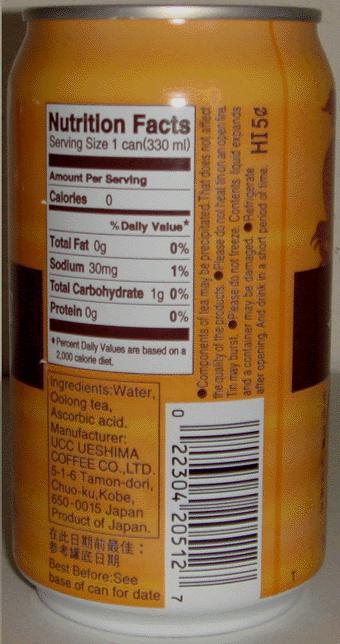 Nutrition Facts
Serving Size 1 can(330 ml)
Amount Per Serving
Calories 0
% Daily Value*
Total Fat 0g 0%
Sodium 30mg 1%
Total Carbohydrate 1g 0%
Protein 0g 0%
*Percent Daily Values are based on a
2,000 calorie diet.
●Components of tea may be precipitated. That does not affect
the quality of the products. ●Please do not heat tin on an open fire.
Tin may burst. ●Please do not freeze. Contents liquid expands
and a container may be damaged. ●Refrigerate
after opening. And drink in a short period of time.
HI 5¢
Ingredients:Water,
Oolong tea,
Ascorbic acid.
Manufacturer:
UCC UESHIMA
COFFEE CO.,LTD.
5-1-6 Tamon-dori,
Chuo-ku,Kobe,
650-0015 Japan
Product of Japan.
在此日期前最佳：
參考罐底日期
Best Before:See
base of can for date
0 22304 20512 7